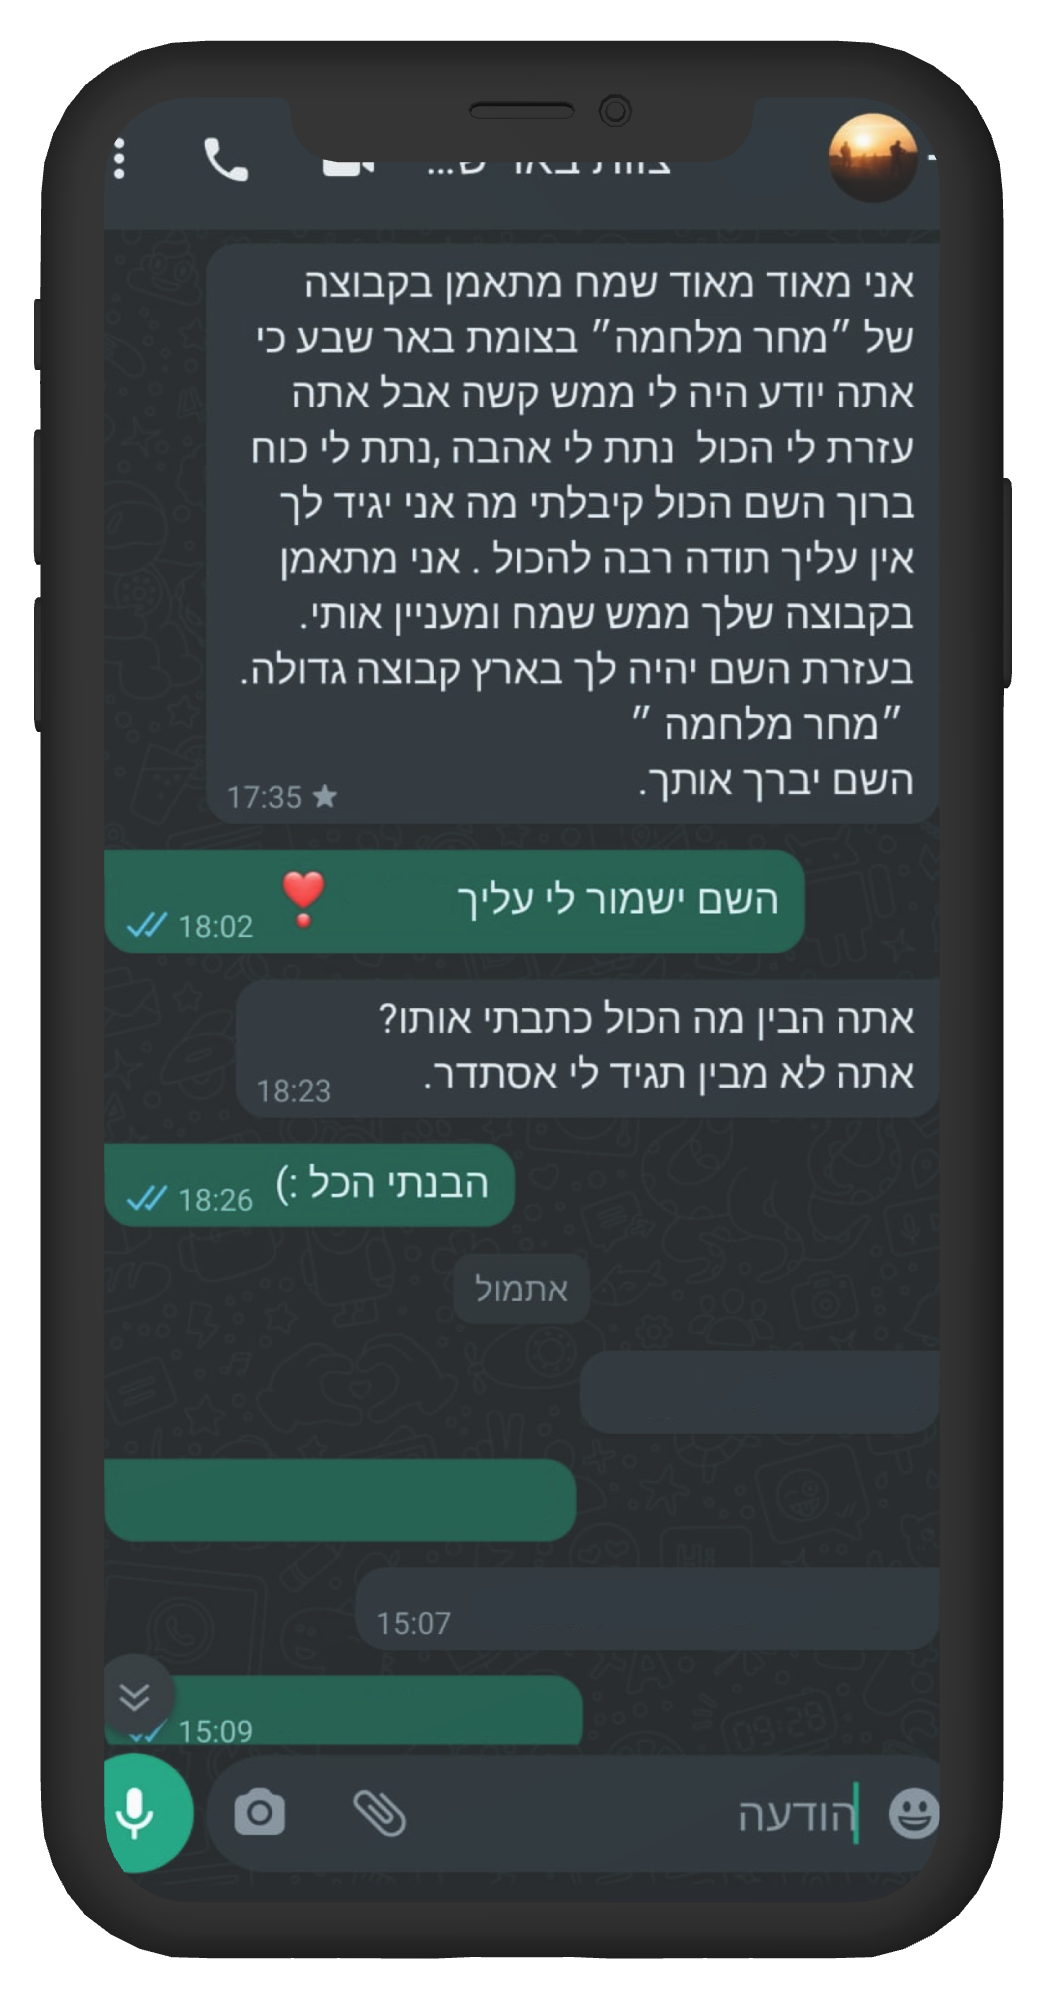 אני מאוד מאוד שמח מתאמן בקבוצה
של ״מחר מלחמה״ בצומת באר שבע כי
אתה יודע היה לי ממש קשה אבל אתה
עזרת לי הכול  נתת לי אהבה ,נתת לי כוח
ברוך השם הכול קיבלתי מה אני יגיד לך
אין עליך תודה רבה להכול . אני מתאמן
בקבוצה שלך ממש שמח ומעניין אותי.
בעזרת השם יהיה לך בארץ קבוצה גדולה.
״מחר מלחמה ״
השם יברך אותך.
17:35
השם ישמור לי עליך ❣️
18:02
אתה הבין מה הכול כתבתי אותו?
אתה לא מבין תגיד לי אסתדר.
18:23
הבנתי הכל :)
18:26
אתמול
15:07
15:09
הודעה